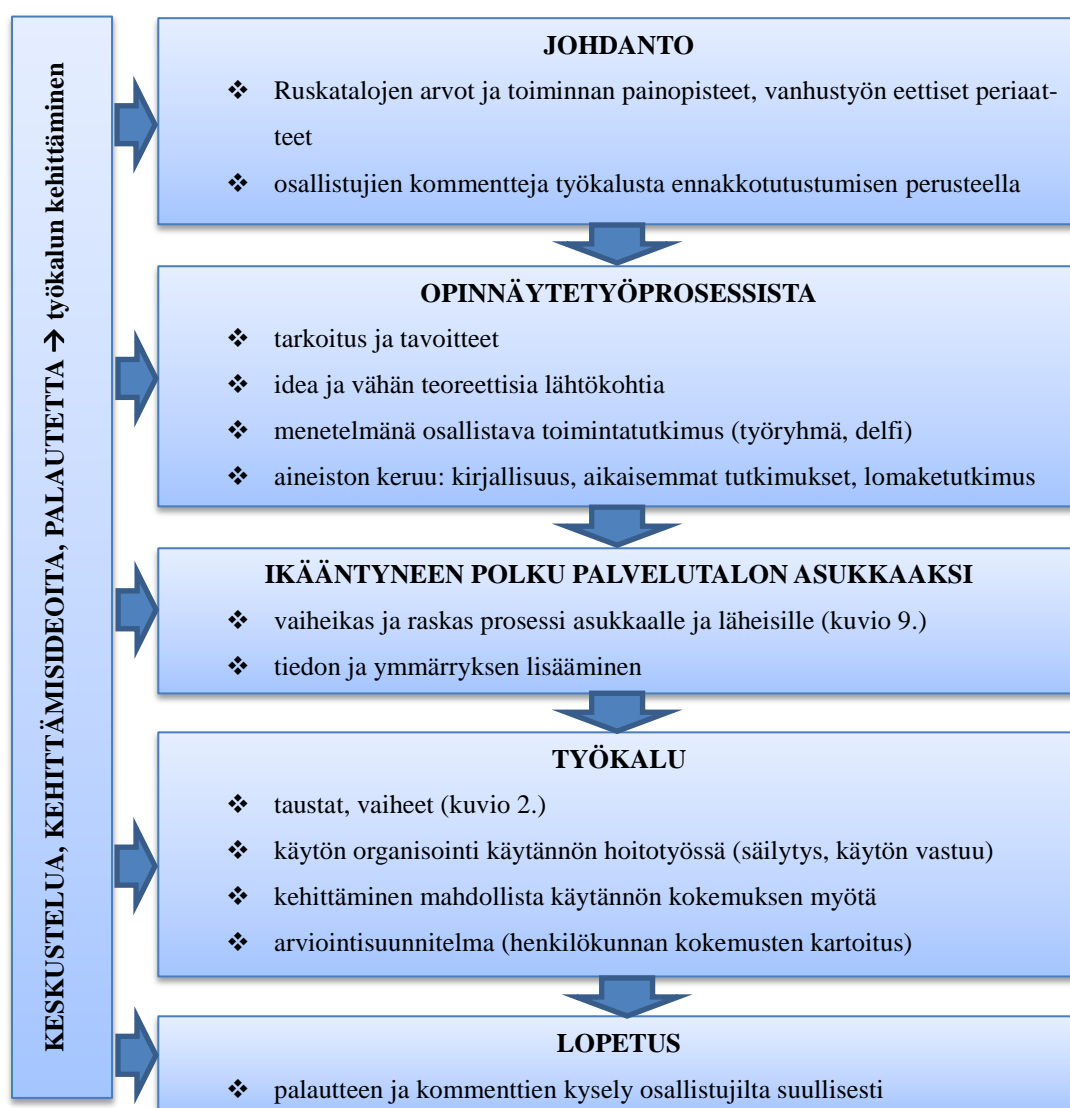 KESKUSTELUA, KEHITTÄMISIDEOITA, PALAUTETTA → työkalun kehittäminen
JOHDANTO
❖ Ruskatalojen arvot ja toiminnan painopisteet, vanhustyön eettiset periaat-
teet
❖ osallistujien kommentteja työkalusta ennakkotutustumisen perusteella
OPINNÄYTETYÖPROSESSISTA
❖ tarkoitus ja tavoitteet
❖ idea ja vähän teoreettisia lähtökohtia
❖ menetelmänä osallistava toimintatutkimus (työryhmä, delfi)
❖ aineiston keruu: kirjallisuus, aikaisemmat tutkimukset, lomaketutkimus
IKÄÄNTYNEEN POLKU PALVELUTALON ASUKKAAKSI
❖ vaiheikas ja raskas prosessi asukkaalle ja läheisille (kuvio 9.)
❖ tiedon ja ymmärryksen lisääminen
TYÖKALU
❖ taustat, vaiheet (kuvio 2.)
❖ käytön organisointi käytännön hoitotyössä (säilytys, käytön vastuu)
❖ kehittäminen mahdollista käytännön kokemuksen myötä
❖ arviointisuunnitelma (henkilökunnan kokemusten kartoitus)
LOPETUS
❖ palautteen ja kommenttien kysely osallistujilta suullisesti